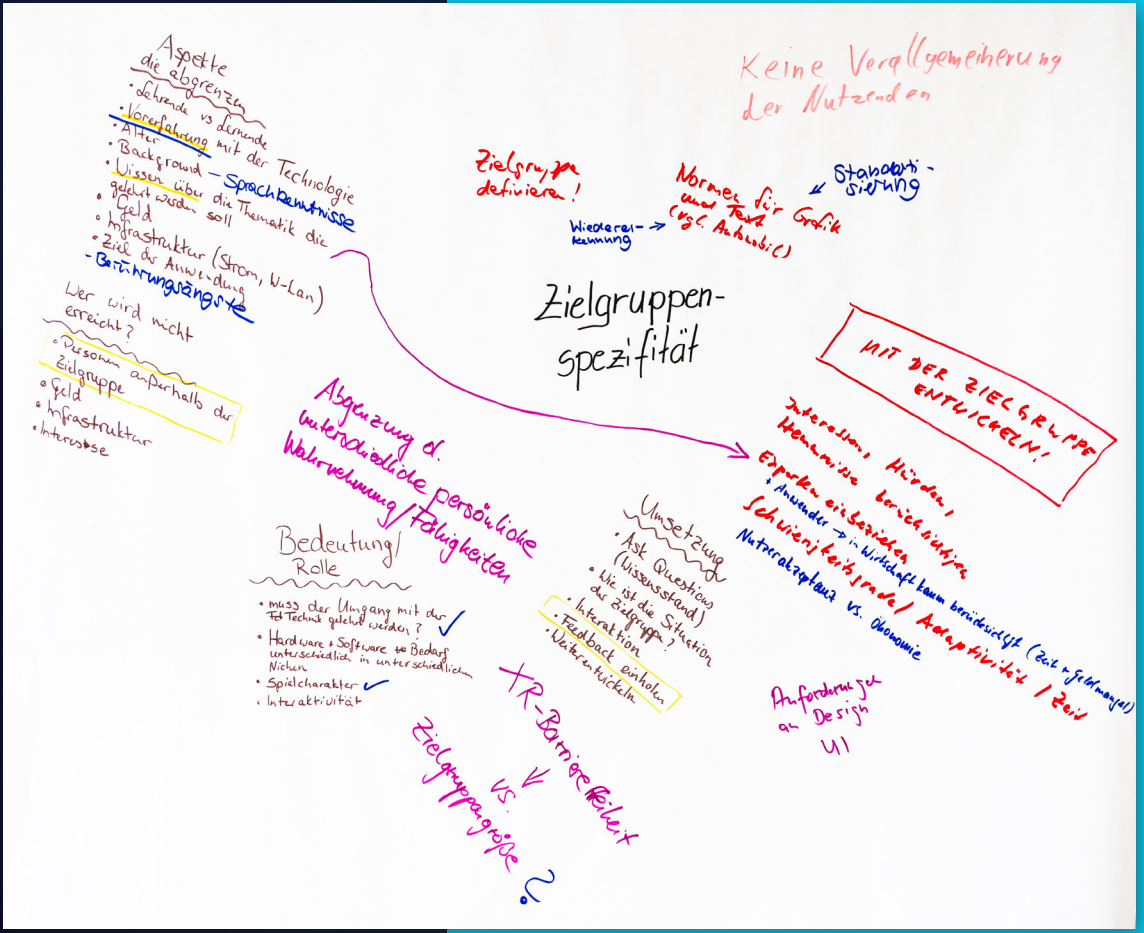 Aspekte
die abgrenzen
• Lehrende vs Lernende
• Vorerfahrung mit der Technologie
• Alter
• Background – Sprachkenntnisse
• Wissen über die Thematik die
gelehrt werden soll
• Geld
• Infrastruktur (Strom, W-Lan)
• Ziel der Anwendung
- Berührungsängste
Wer wird nicht
erreicht?
• Personen außerhalb der
Zielgruppe
• Geld
• Infrastruktur
• Interesse
Keine Verallgemeinerung
der Nutzenden
Zielgruppe
definieren!
Normen für Grafik
und Text
(vgl. Automobil)
Standardi-
sierung
Wiederer-
kennung
Zielgruppen-
spezifität
MIT DER ZIELGRUPPE
ENTWICKELN!
Interessen, Hürden,
Hemmnisse berücksichtigen
Experten einbeziehen
+ Anwender → in Wirtschaft kaum berücksichtigt (Zeit + geldmangel)
Schwierigkeitsgrade / Adaptivität / Zeit
Nutzerakzeptanz vs. Ökonomie
Abgenzung d.
unterschiedliche persönliche
Wahrnehmung/Fähigkeiten
Bedeutung/
Rolle
• muss der Umgang mit der
Technik gelehrt werden?
• Hardware + Software Bedarf
unterschiedlich in unterschiedlichen
Nichen
• Spielcharakter
• Interaktivität
Umsetzung
• Ask Questions
(Wissensstand)
• Wie ist die Situation
der Zielgruppe?
• Interaktion
• Feedback einholen
• Weiterentwickeln
XR-Barrierefreiheit
vs.
Zielgruppengröße
?
Anforderungen
an Design
UI